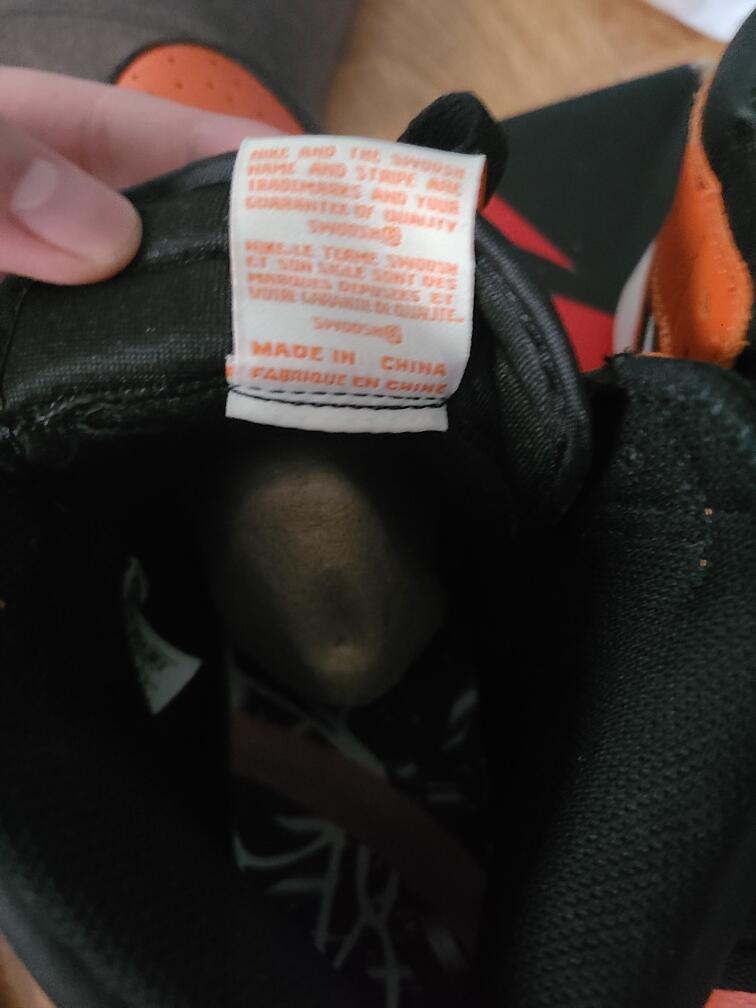 NIKE AND THE SWOOSH
NAME AND STRIPE ARE
TRADEMARKS AND YOUR
GUARANTEE OF QUALITY
SWOOSH®
NIKE, LE TERME SWOOSH
ET SON SIGLE SONT DES
MARQUES DEPOSEES ET
VOTRE GARANTIE DE QUALITE.
SWOOSH®
MADE IN CHINA
FABRIQUE EN CHINE